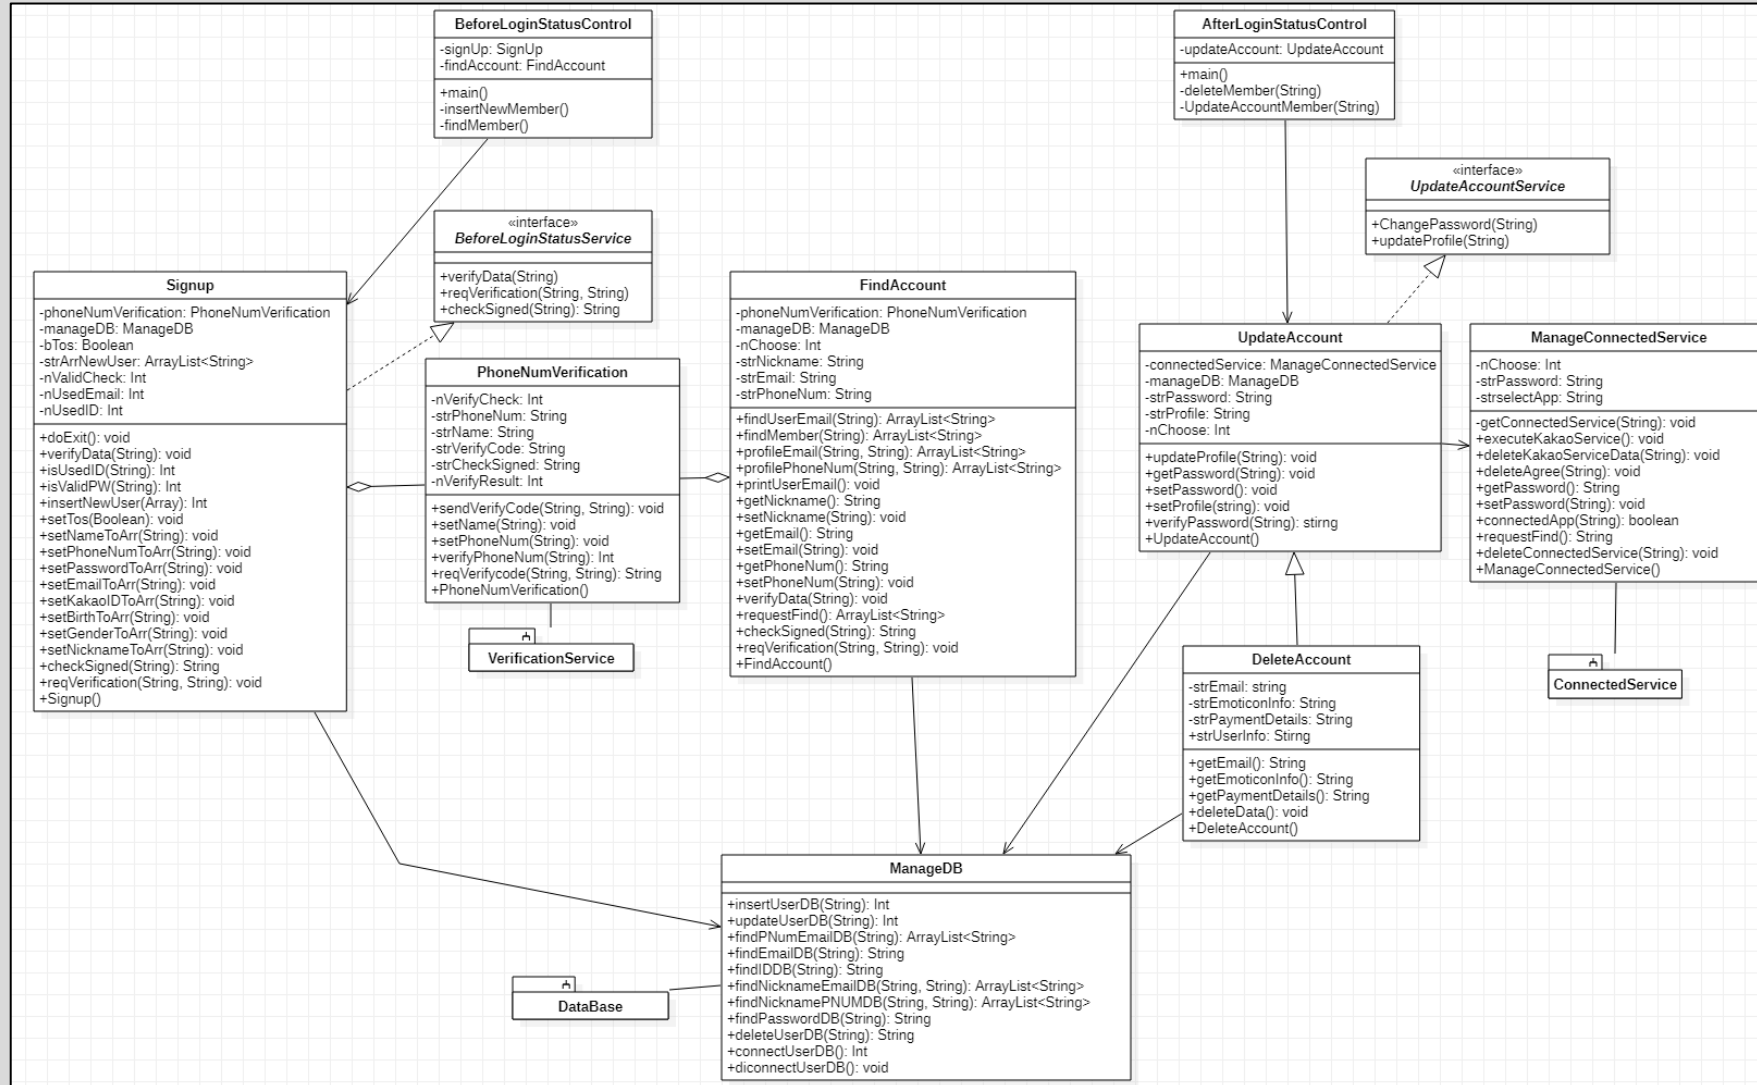 BeforeLoginStatusControl
-signUp: SignUp
-findAccount: FindAccount
+main()
-insertNewMember()
-findMember()
AfterLoginStatusControl
-updateAccount: UpdateAccount
+main()
-deleteMember(String)
-UpdateAccountMember(String)
«interface»
UpdateAccountService
+ChangePassword(String)
+updateProfile(String)
«interface»
BeforeLoginStatusService
+verifyData(String)
+reqVerification(String, String)
+checkSigned(String): String
Signup
-phoneNumVerification: PhoneNumVerification
-manageDB: ManageDB
-bTos: Boolean
-strArrNewUser: ArrayList<String>
-nValidCheck: Int
-nUsedEmail: Int
-nUsedID: Int
+doExit(): void
+verifyData(String): void
+isUsedID(String): Int
+isValidPW(String): Int
+insertNewUser(Array): Int
+setTos(Boolean): void
+setNameToArr(String): void
+setPhoneNumToArr(String): void
+setPasswordToArr(String): void
+setEmailToArr(String): void
+setKakaoIDToArr(String): void
+setBirthToArr(String): void
+setGenderToArr(String): void
+setNicknameToArr(String): void
+checkSigned(String): String
+reqVerification(String, String): void
+Signup()
PhoneNumVerification
-nVerifyCheck: Int
-strPhoneNum: String
-strName: String
-strVerifyCode: String
-strCheckSigned: String
-nVerifyResult: Int
+sendVerifyCode(String, String): void
+setName(String): void
+setPhoneNum(String): void
+verifyPhoneNum(String): Int
+reqVerifycode(String, String): String
+PhoneNumVerification()
VerificationService
FindAccount
-phoneNumVerification: PhoneNumVerification
-manageDB: ManageDB
-nChoose: Int
-strNickname: String
-strEmail: String
-strPhoneNum: String
+findUserEmail(String): ArrayList<String>
+findMember(String): ArrayList<String>
+profileEmail(String, String): ArrayList<String>
+profilePhoneNum(String, String): ArrayList<String>
+printUserEmail(): void
+getNickname(): String
+setNickname(String): void
+getEmail(): String
+setEmail(String): void
+getPhoneNum(): String
+setPhoneNum(String): void
+verifyData(String): void
+requestFind(): ArrayList<String>
+checkSigned(String): String
+reqVerification(String, String): void
+FindAccount()
UpdateAccount
-connectedService: ManageConnectedService
-manageDB: ManageDB
-strPassword: String
-strProfile: String
-nChoose: Int
+updateProfile(String): void
+getPassword(String): void
+setPassword(): void
+setProfile(string): void
+verifyPassword(String): stirng
+UpdateAccount()
ManageConnectedService
-nChoose: Int
-strPassword: String
-strselectApp: String
-getConnectedService(String): void
+executeKakaoService(): void
+deleteKakaoServiceData(String): void
+deleteAgree(String): void
+getPassword(): String
+setPassword(String): void
+connectedApp(String): boolean
+requestFind(): String
+deleteConnectedService(String): void
+ManageConnectedService()
ConnectedService
DeleteAccount
-strEmail: string
-strEmoticonInfo: String
-strPaymentDetails: String
+strUserInfo: Stirng
+getEmail(): String
+getEmoticonInfo(): String
+getPaymentDetails(): String
+deleteData(): void
+DeleteAccount()
ManageDB
+insertUserDB(String): Int
+updateUserDB(String): Int
+findPNumEmailDB(String): ArrayList<String>
+findEmailDB(String): String
+findIDDB(String): String
+findNicknameEmailDB(String, String): ArrayList<String>
+findNicknamePNUMDB(String, String): ArrayList<String>
+findPasswordDB(String): String
+deleteUserDB(String): String
+connectUserDB(): Int
+diconnectUserDB(): void
DataBase